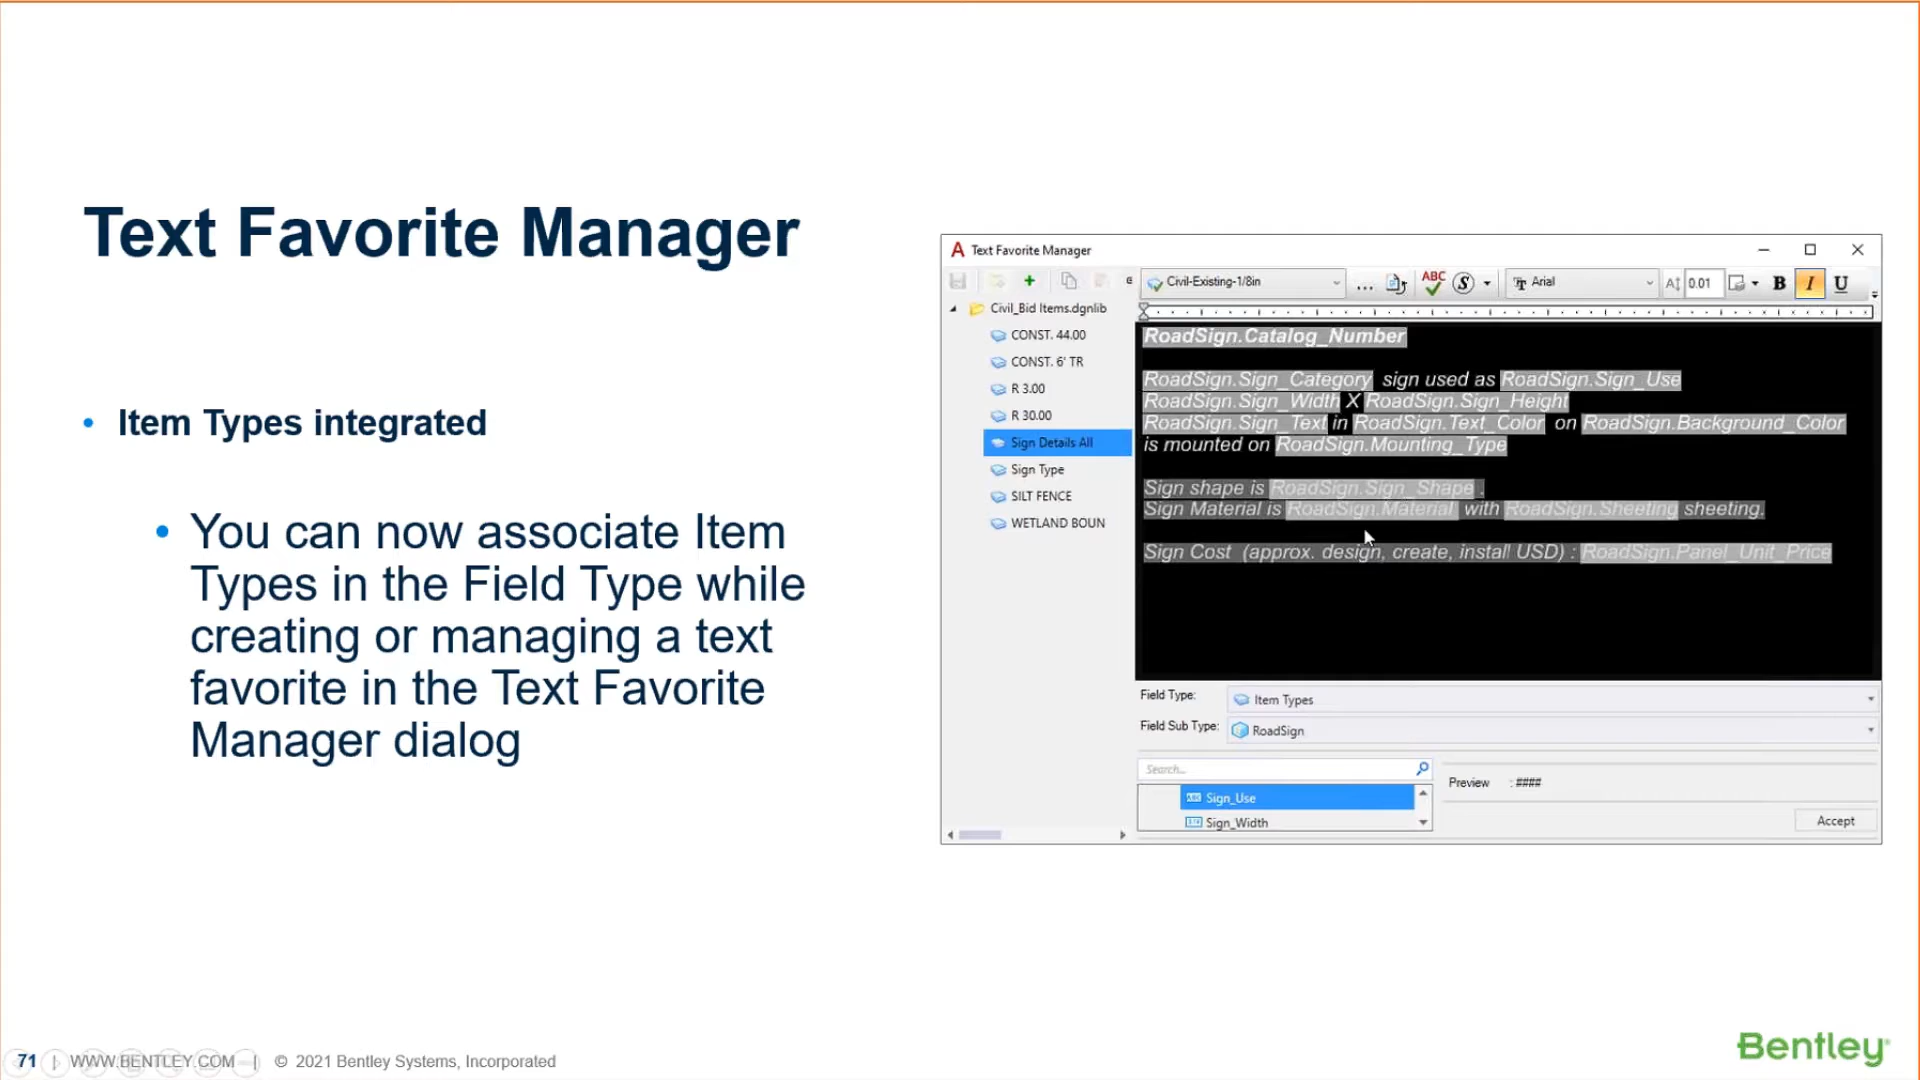 Text Favorite Manager
• Item Types integrated
• You can now associate Item
Types in the Field Type while
creating or managing a text
favorite in the Text Favorite
Manager dialog
Text Favorite Manager
Civil-Existing-1/8in
...
ABC
S
Arial
0.01
B
I
U
Civil_Bid Items.dgnlib
CONST. 44.00
CONST. 6' TR
R 3.00
R 30.00
Sign Details All
Sign Type
SILT FENCE
WETLAND BOUN
RoadSign.Catalog_Number
RoadSign.Sign_Category sign used as RoadSign.Sign_Use
RoadSign.Sign_Width X RoadSign.Sign_Height
RoadSign.Sign_Text in RoadSign.Text_Color on RoadSign.Background_Color
is mounted on RoadSign.Mounting_Type
Sign shape is RoadSign.Sign_Shape .
Sign Material is RoadSign.Material with RoadSign.Sheeting sheeting.
Sign Cost (approx. design, create, install USD) : RoadSign.Panel_Unit_Price
Field Type: Item Types
Field Sub Type: RoadSign
Search...
Sign_Use
Sign_Width
Preview : ####
Accept
71 | WWW.BENTLEY.COM | © 2021 Bentley Systems, Incorporated
Bentley